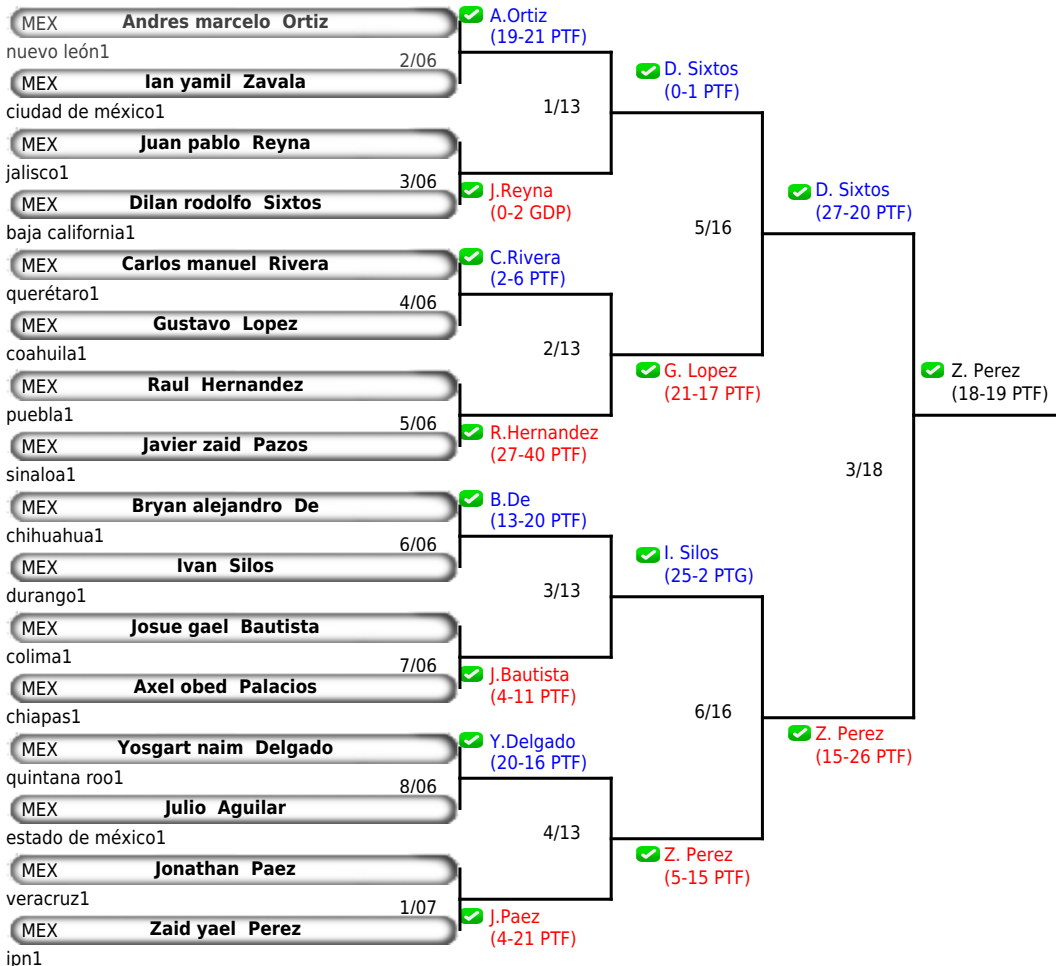 MEX Andres marcelo Ortiz
nuevo león1
2/06
MEX Ian yamil Zavala
ciudad de méxico1
MEX Juan pablo Reyna
jalisco1
3/06
MEX Dilan rodolfo Sixtos
baja california1
MEX Carlos manuel Rivera
querétaro1
4/06
MEX Gustavo Lopez
coahuila1
MEX Raul Hernandez
puebla1
5/06
MEX Javier zaid Pazos
sinaloa1
MEX Bryan alejandro De
chihuahua1
6/06
MEX Ivan Silos
durango1
MEX Josue gael Bautista
colima1
7/06
MEX Axel obed Palacios
chiapas1
MEX Yosgart naim Delgado
quintana roo1
8/06
MEX Julio Aguilar
estado de méxico1
MEX Jonathan Paez
veracruz1
1/07
MEX Zaid yael Perez
ipn1
A.Ortiz
(19-21 PTF)
1/13
J.Reyna
(0-2 GDP)
C.Rivera
(2-6 PTF)
2/13
R.Hernandez
(27-40 PTF)
B.De
(13-20 PTF)
3/13
J.Bautista
(4-11 PTF)
Y.Delgado
(20-16 PTF)
4/13
J.Paez
(4-21 PTF)
D. Sixtos
(0-1 PTF)
5/16
G. Lopez
(21-17 PTF)
I. Silos
(25-2 PTG)
6/16
Z. Perez
(5-15 PTF)
D. Sixtos
(27-20 PTF)
3/18
Z. Perez
(15-26 PTF)
Z. Perez
(18-19 PTF)